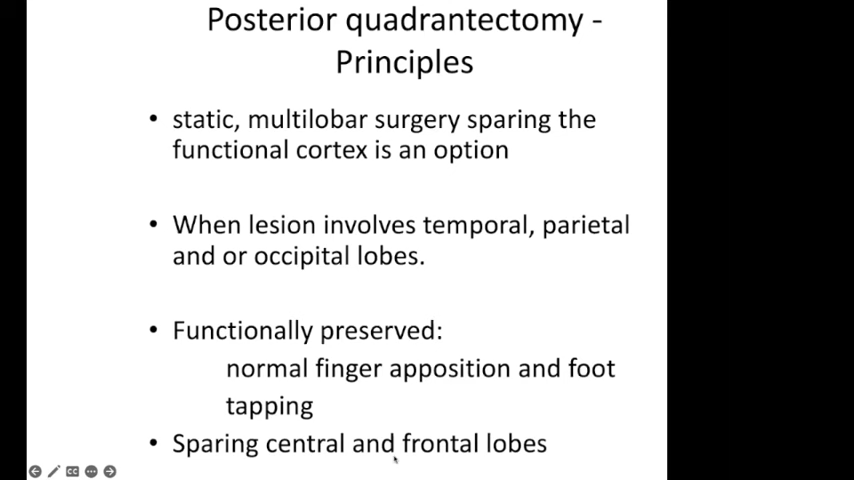 Posterior quadrantectomy -
Principles
• static, multilobar surgery sparing the
functional cortex is an option
• When lesion involves temporal, parietal
and or occipital lobes.
• Functionally preserved:
normal finger apposition and foot
tapping
• Sparing central and frontal lobes
CC